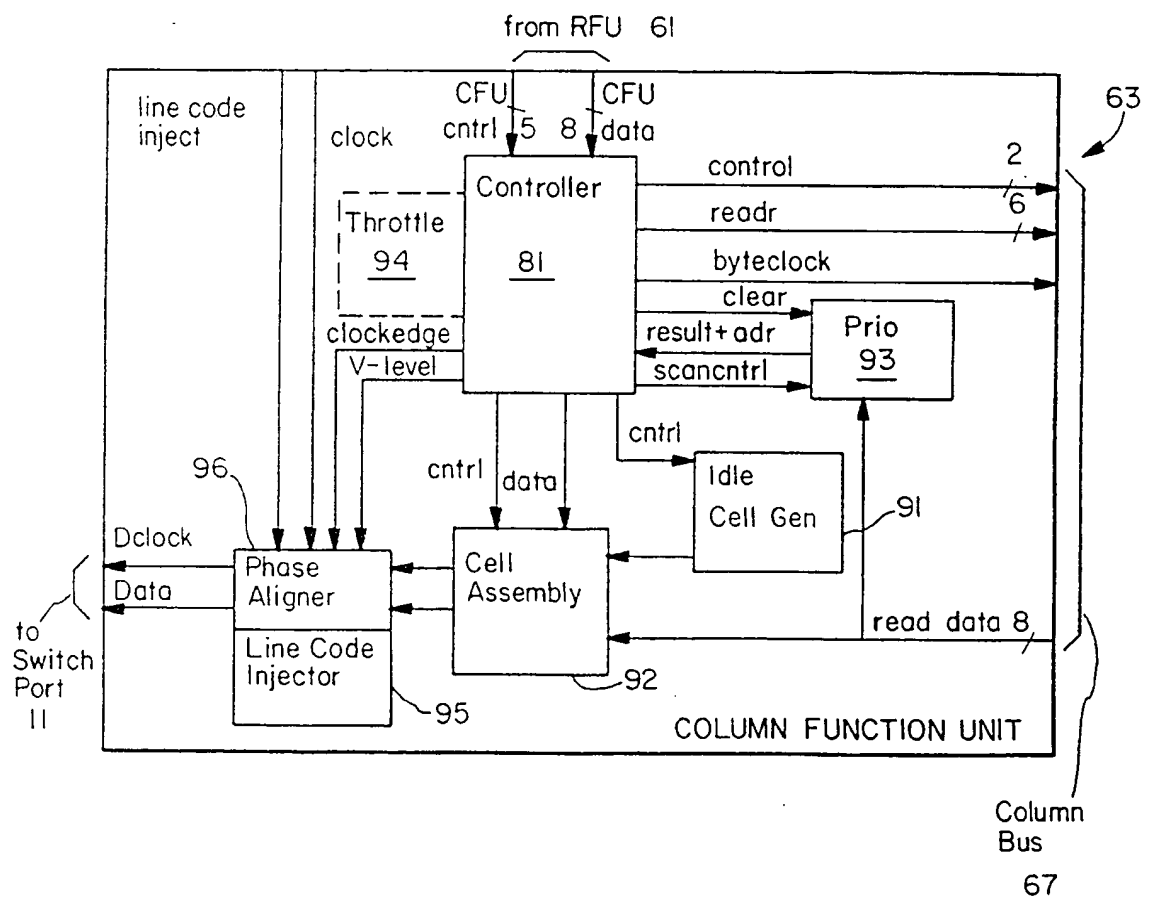 from RFU 61
line code
inject
clock
CFU
cntrl 5
CFU
8 data
63
Controller
81
Throttle
94
control
2
readr
6
byteclock
clear
result+adr
scancntrl
Prio
93
clockedge
V-level
cntrl
data
cntrl
Idle
Cell Gen
91
96
Dclock
Data
Phase
Aligner
Line Code
Injector
95
Cell
Assembly
92
read data 8
to
Switch
Port
11
COLUMN FUNCTION UNIT
Column
Bus
67